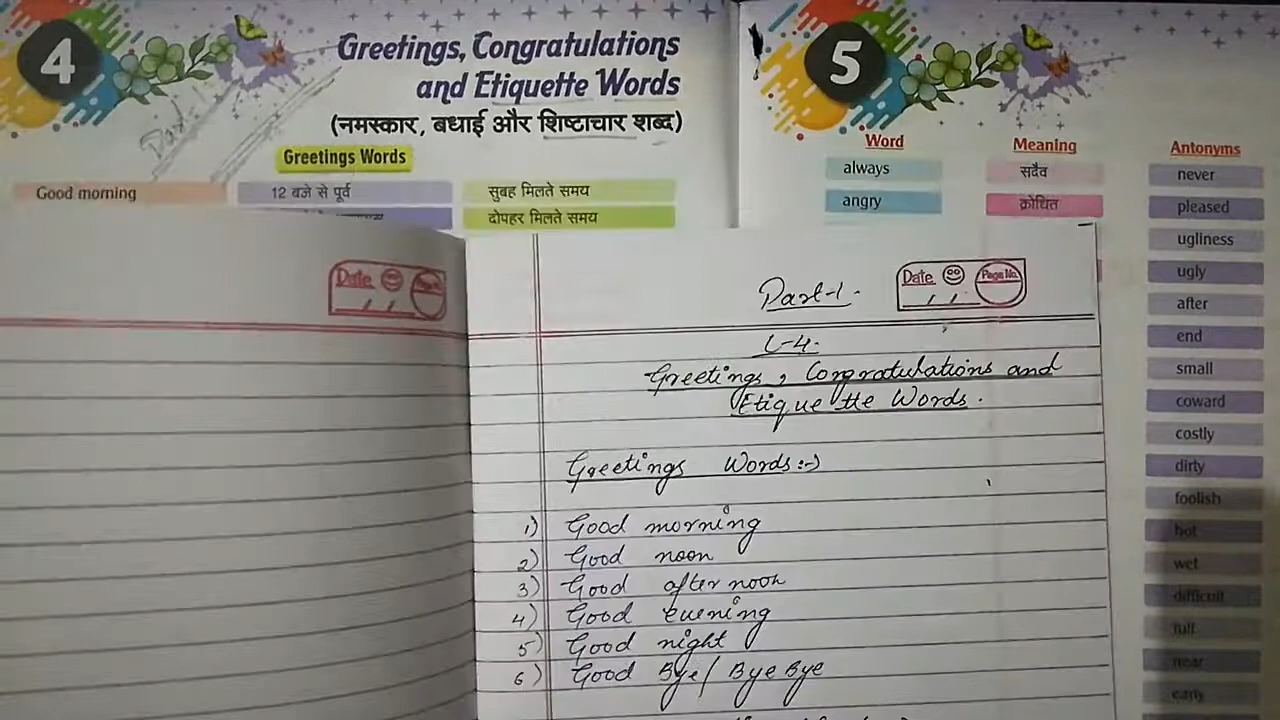 4
Greetings, Congratulations
and Etiquette Words
(नमस्कार, बधाई और शिष्टाचार शब्द)
Greetings Words
Good morning
12 बजे से पूर्व
सुबह मिलते समय
दोपहर मिलते समय
5
Word
Meaning
Antonyms
always
सदैव
never
angry
क्रोधित
pleased
ugliness
ugly
after
end
small
coward
costly
dirty
foolish
hot
wet
difficult
full
near
early
Date
Page No.
Part-1.
Date
Page No.
L-4.
Greetings, Congratulations and
Etiquette Words.
Greetings Words:-)
1) Good morning
2) Good noon
3) Good afternoon
4) Good evening
5) Good night
6) Good Bye/ Bye Bye